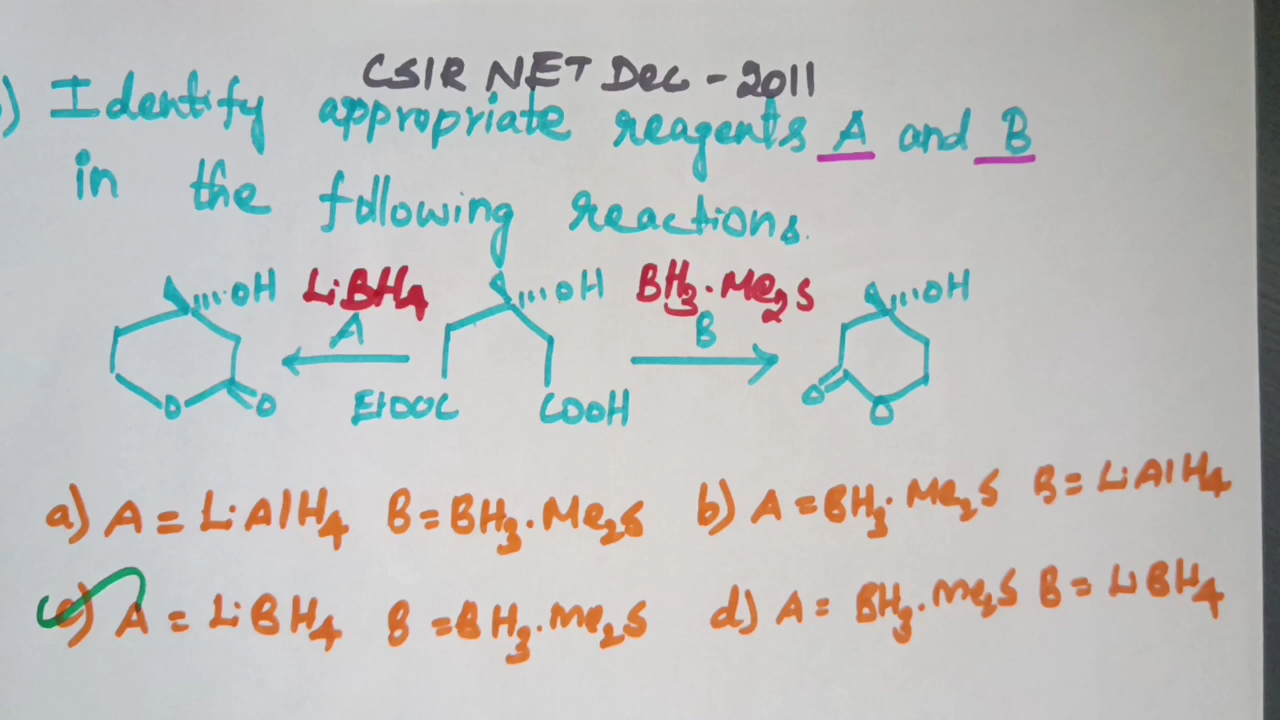 CSIR NET Dec - 2011
) Identify appropriate reagents A and B
in the following reactions.
OH LiBH4 OH BH3.Me2S OH
A B
O O EtOOC COOH O O
a) A = LiAlH4 B = BH3.Me2S b) A = BH3.Me2S B = LiAlH4
c) A = LiBH4 B = BH3.Me2S d) A = BH3.Me2S B = LiBH4